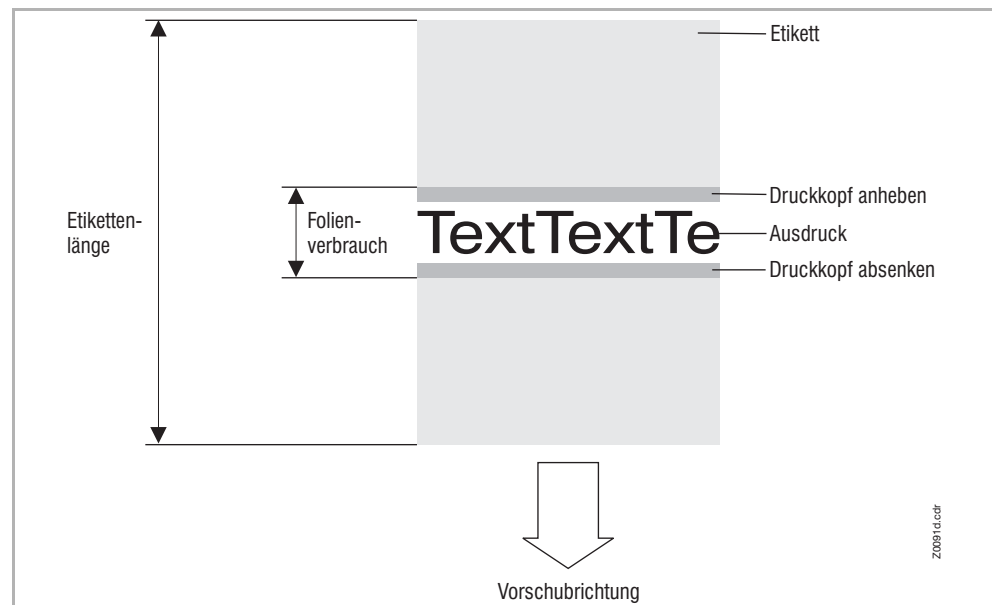 Etikett
Druckkopf anheben
Etiketten-
länge
Folien-
verbrauch
TextTextTe
Ausdruck
Druckkopf absenken
Z0091d.cdr
Vorschubrichtung